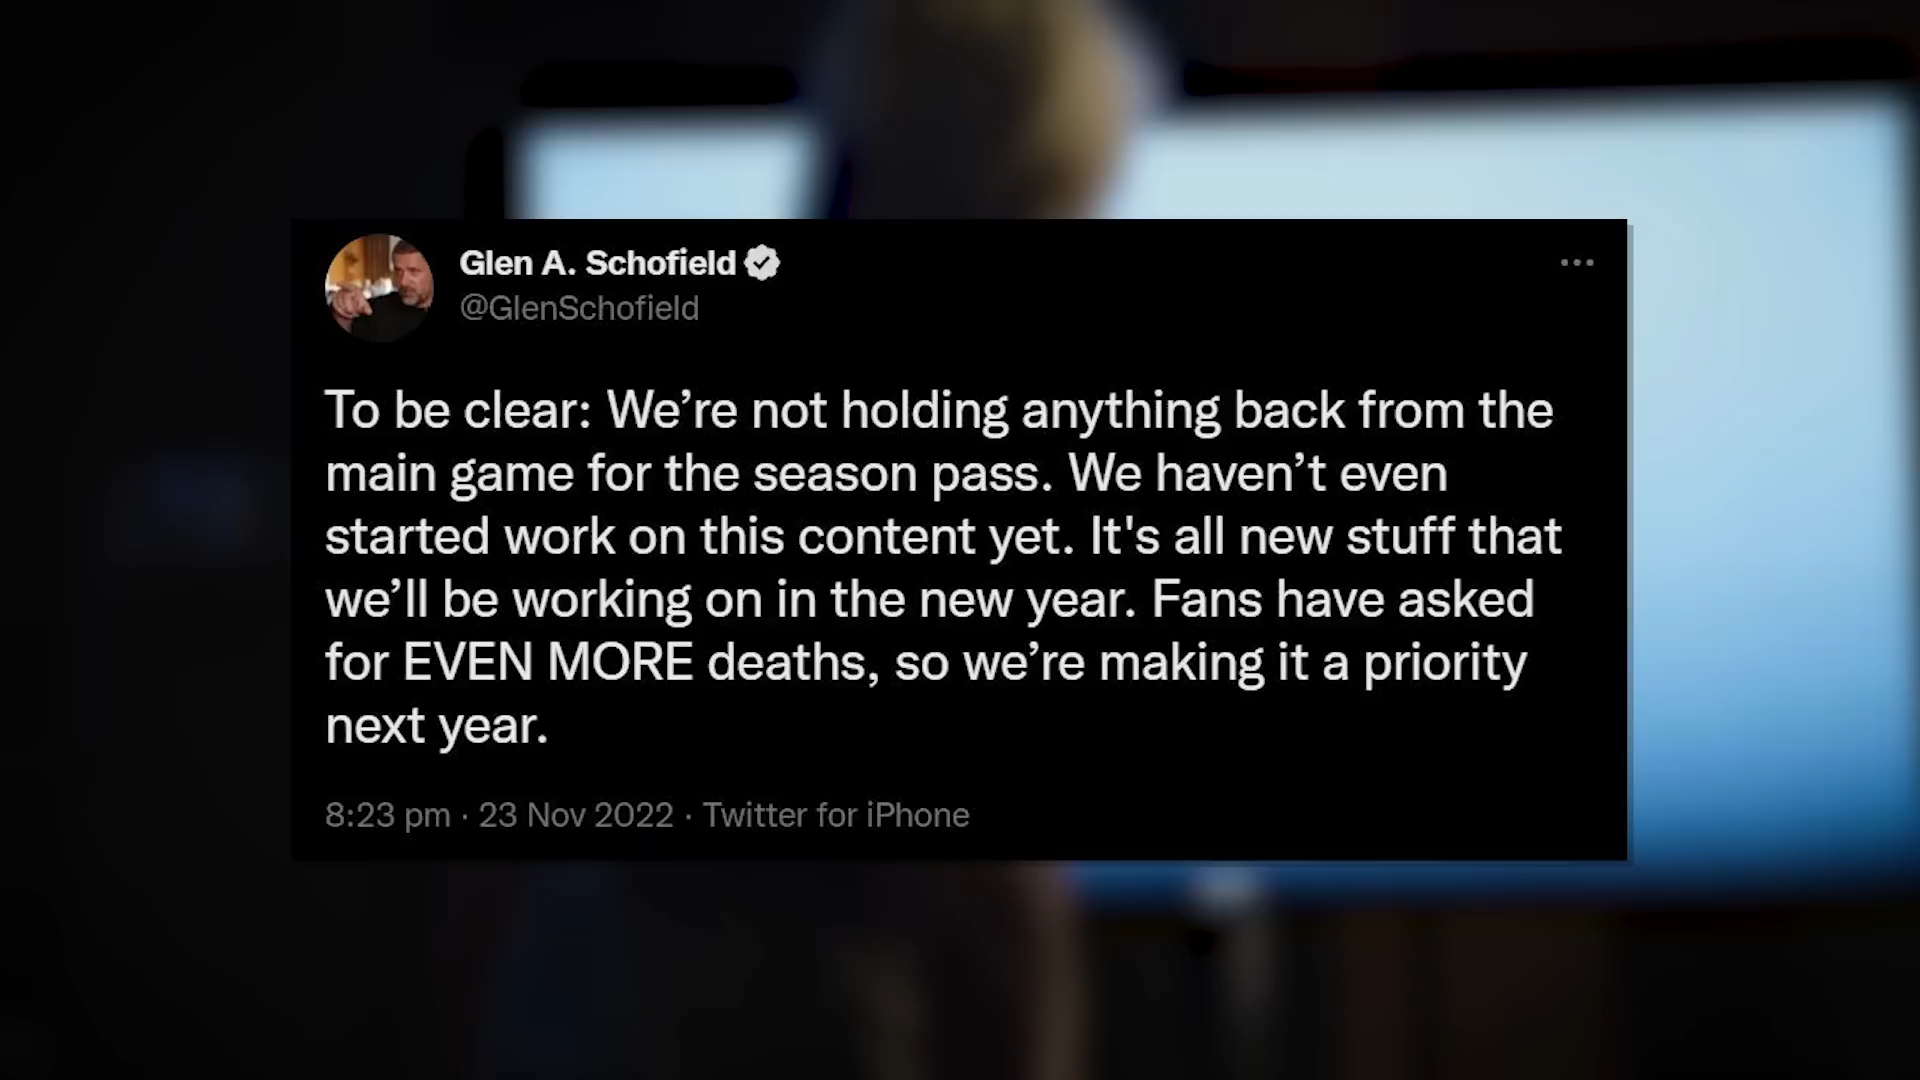 Glen A. Schofield
@GlenSchofield
To be clear: We’re not holding anything back from the
main game for the season pass. We haven’t even
started work on this content yet. It's all new stuff that
we’ll be working on in the new year. Fans have asked
for EVEN MORE deaths, so we’re making it a priority
next year.
8:23 pm · 23 Nov 2022 · Twitter for iPhone